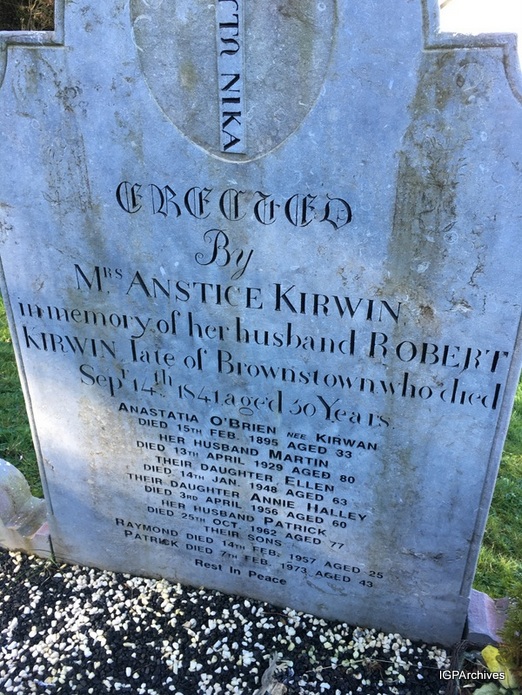 NIKA
ERECTED
By
Mrs ANSTICE KIRWIN
in memory of her husband ROBERT
KIRWIN late of Brownstown who died
Sepr 14th 1841 aged 50 Years
ANASTATIA O'BRIEN NEE KIRWAN
DIED 15TH FEB. 1895 AGED 33
HER HUSBAND MARTIN
DIED 13TH APRIL 1929 AGED 80
THEIR DAUGHTER ELLEN
DIED 14TH JAN. 1948 AGED 63
THEIR DAUGHTER ANNIE HALLEY
DIED 3RD APRIL 1956 AGED 60
HER HUSBAND PATRICK
DIED 25TH OCT. 1962 AGED 77
THEIR SONS
RAYMOND DIED 14TH FEB. 1957 AGED 25
PATRICK DIED 7TH FEB. 1973 AGED 43
Rest In Peace
IGPArchives